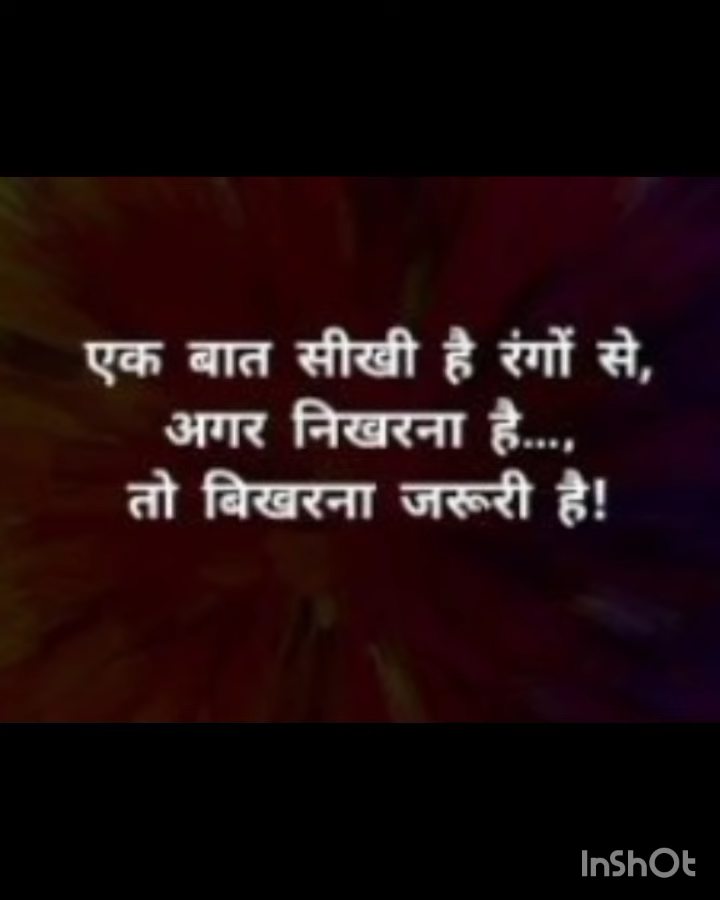 एक बात सीखी है रंगों से,
अगर निखरना है...,
तो बिखरना जरूरी है!
InShOt